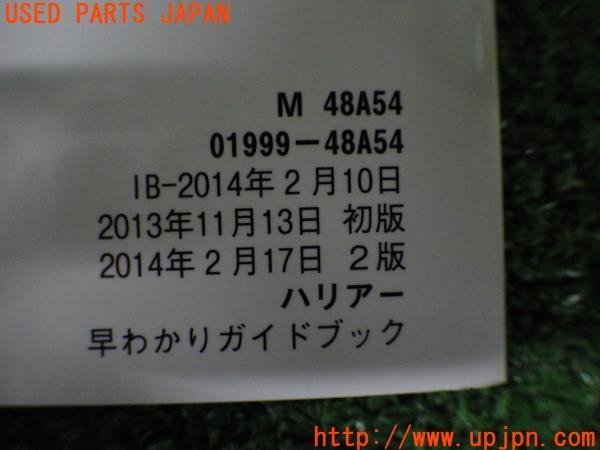 USED PARTS JAPAN
M 48A54
01999-48A54
IB-2014年2月10日
2013年11月13日 初版
2014年2月17日 2版
ハリアー
早わかりガイドブック
http://www.upjpn.com